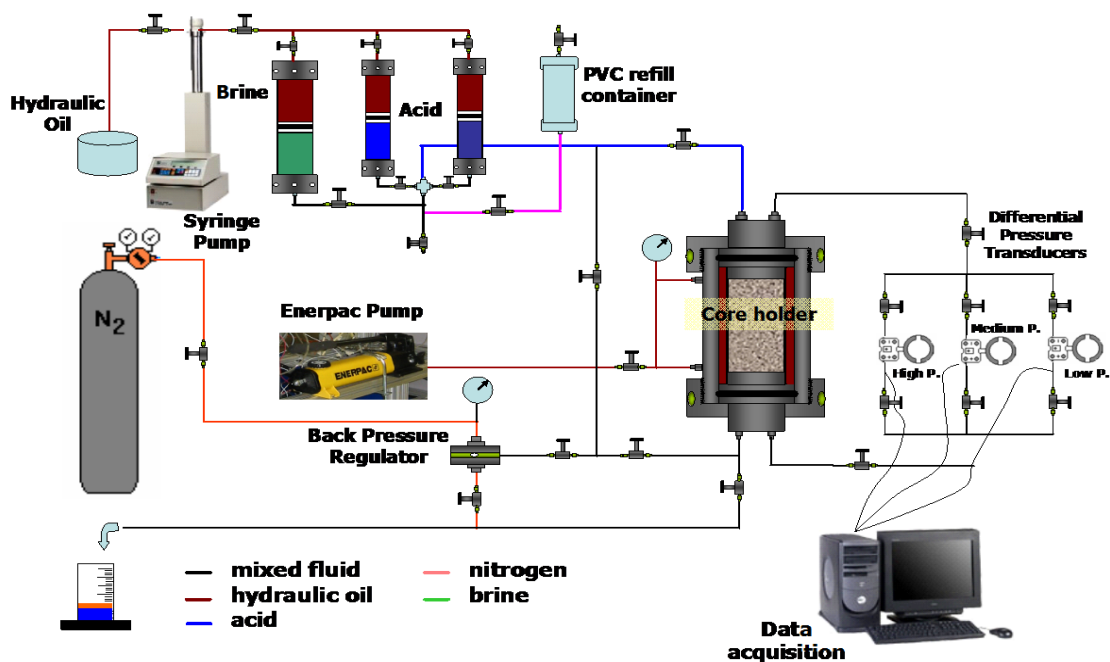 Hydraulic
Oil
Syringe
Pump
Brine
Acid
PVC refill
container
Differential
Pressure
Transducers
N2
Enerpac Pump
ENERPAC
Core holder
Medium P.
High P.
Low P.
Back Pressure
Regulator
mixed fluid
hydraulic oil
acid
nitrogen
brine
Data
acquisition